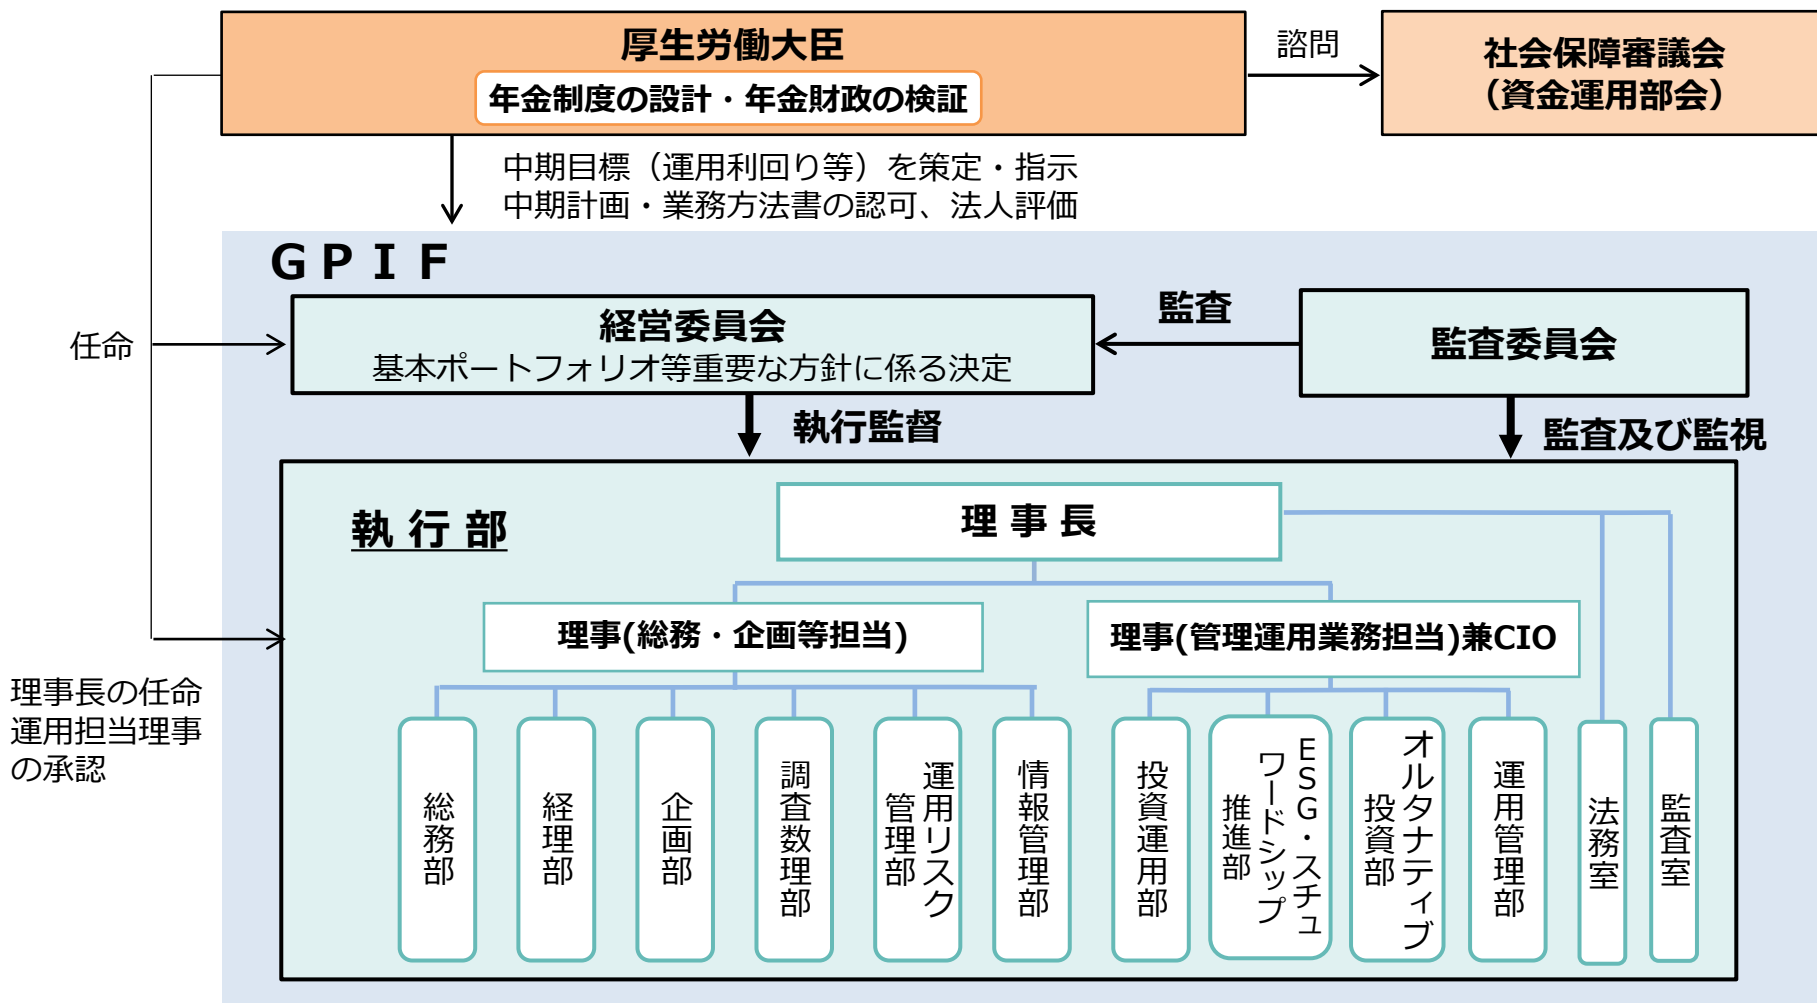 厚生労働大臣
年金制度の設計・年金財政の検証
諮問
社会保障審議会
（資金運用部会）
中期目標（運用利回り等）を策定・指示
中期計画・業務方法書の認可、法人評価
ＧＰＩＦ
任命
経営委員会
基本ポートフォリオ等重要な方針に係る決定
監査
監査委員会
執行監督
監査及び監視
執行部
理事長
理事(総務・企画等担当)
理事(管理運用業務担当)兼CIO
理事長の任命
運用担当理事
の承認
総務部
経理部
企画部
調査数理部
運用リスク
管理部
情報管理部
投資運用部
ESG・スチュ
ワードシップ
推進部
オルタナティブ
投資部
運用管理部
法務室
監査室